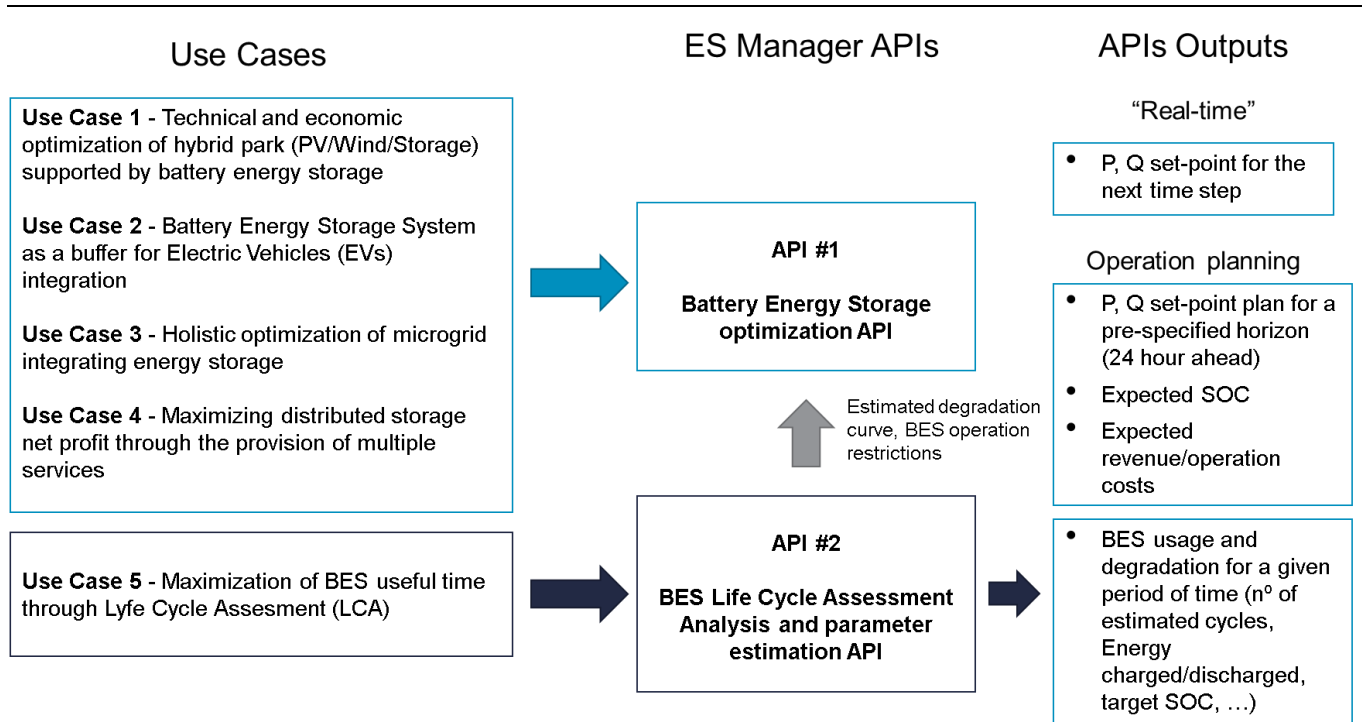 Use Cases
Use Case 1 - Technical and economic
optimization of hybrid park (PV/Wind/Storage)
supported by battery energy storage
Use Case 2 - Battery Energy Storage System
as a buffer for Electric Vehicles (EVs)
integration
Use Case 3 - Holistic optimization of microgrid
integrating energy storage
Use Case 4 - Maximizing distributed storage
net profit through the provision of multiple
services
Use Case 5 - Maximization of BES useful time
through Lyfe Cycle Assesment (LCA)
ES Manager APIs
API #1
Battery Energy Storage
optimization API
Estimated degradation
curve, BES operation
restrictions
API #2
BES Life Cycle Assessment
Analysis and parameter
estimation API
APIs Outputs
“Real-time”
• P, Q set-point for the
next time step
Operation planning
• P, Q set-point plan for a
pre-specified horizon
(24 hour ahead)
• Expected SOC
• Expected
revenue/operation
costs
• BES usage and
degradation for a given
period of time (nº of
estimated cycles,
Energy
charged/discharged,
target SOC, …)